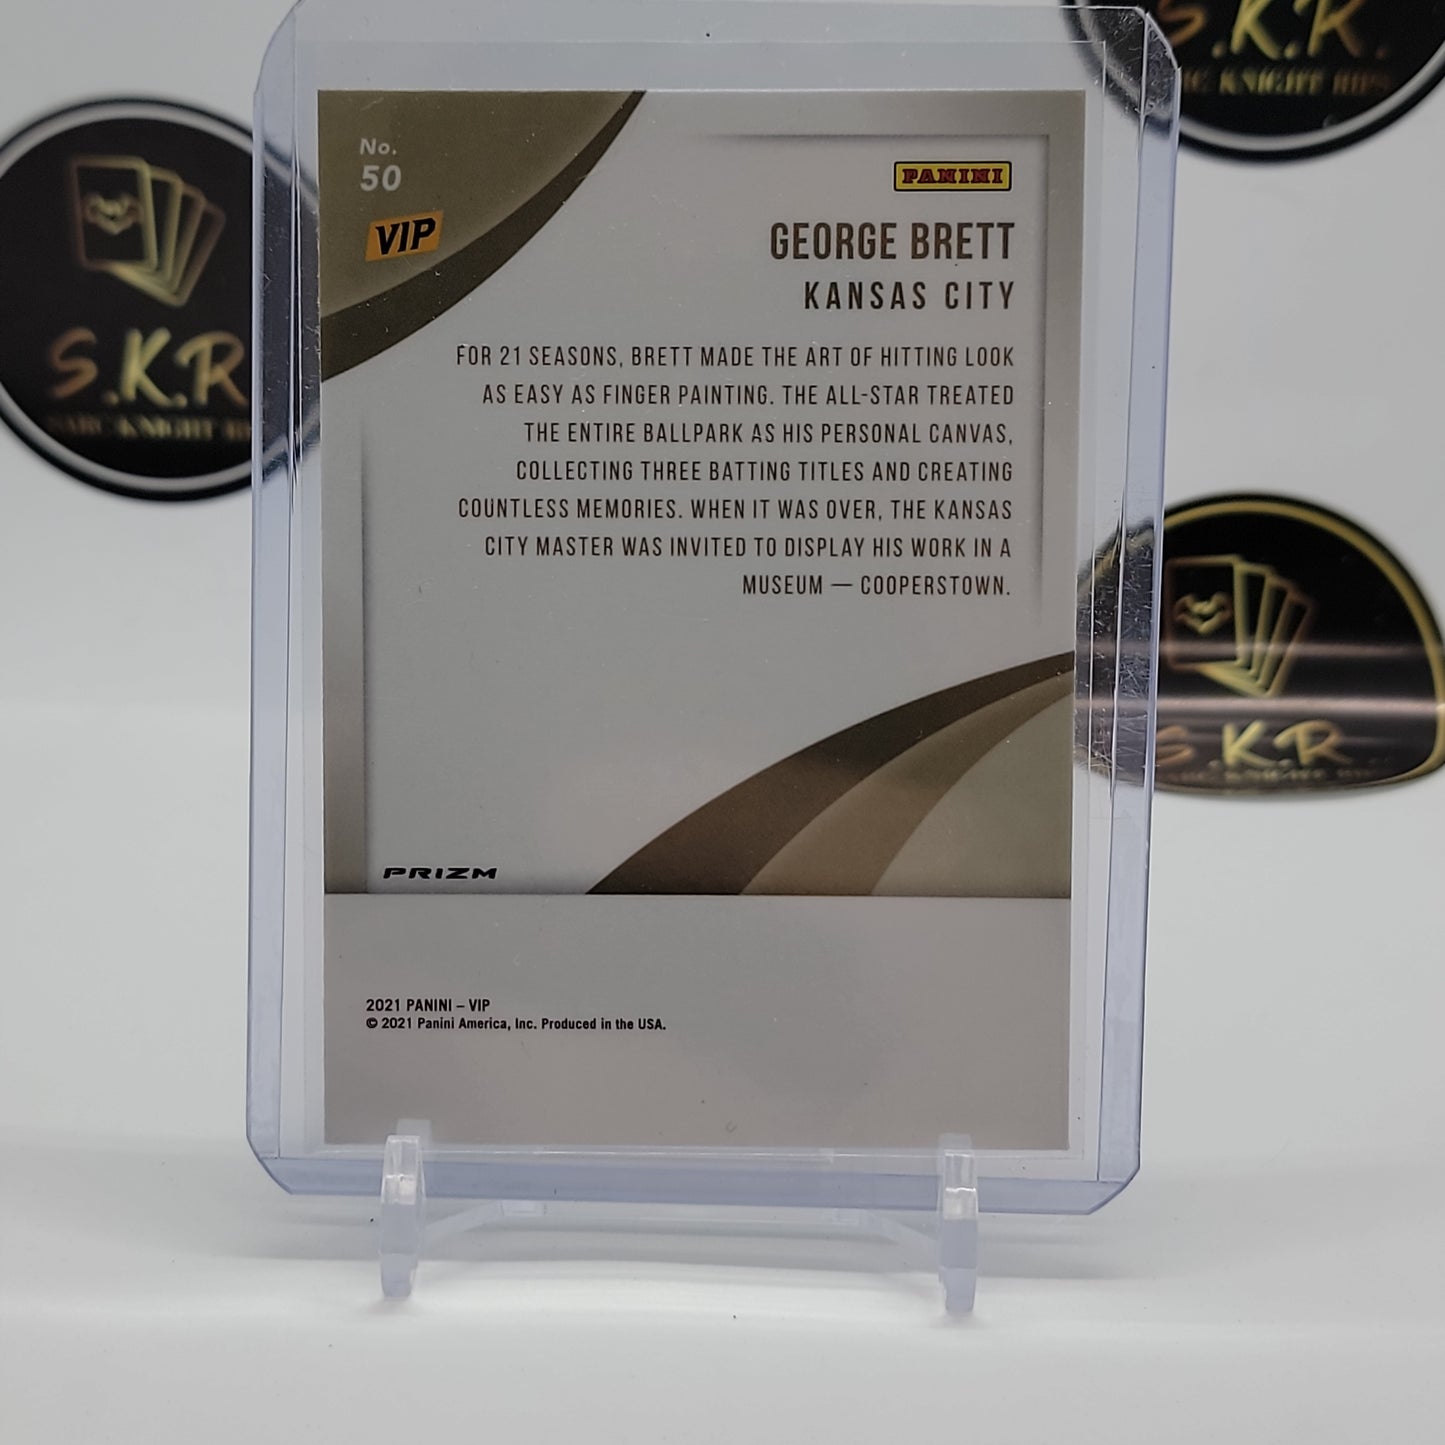 No.
50
VIP
PANINI
GEORGE BRETT
KANSAS CITY
FOR 21 SEASONS, BRETT MADE THE ART OF HITTING LOOK
AS EASY AS FINGER PAINTING. THE ALL-STAR TREATED
THE ENTIRE BALLPARK AS HIS PERSONAL CANVAS,
COLLECTING THREE BATTING TITLES AND CREATING
COUNTLESS MEMORIES. WHEN IT WAS OVER, THE KANSAS
CITY MASTER WAS INVITED TO DISPLAY HIS WORK IN A
MUSEUM — COOPERSTOWN.
PRIZM
2021 PANINI – VIP
© 2021 Panini America, Inc. Produced in the USA.
S.K.R
S.K.R.
KNIGHT RIPS
S.K.R